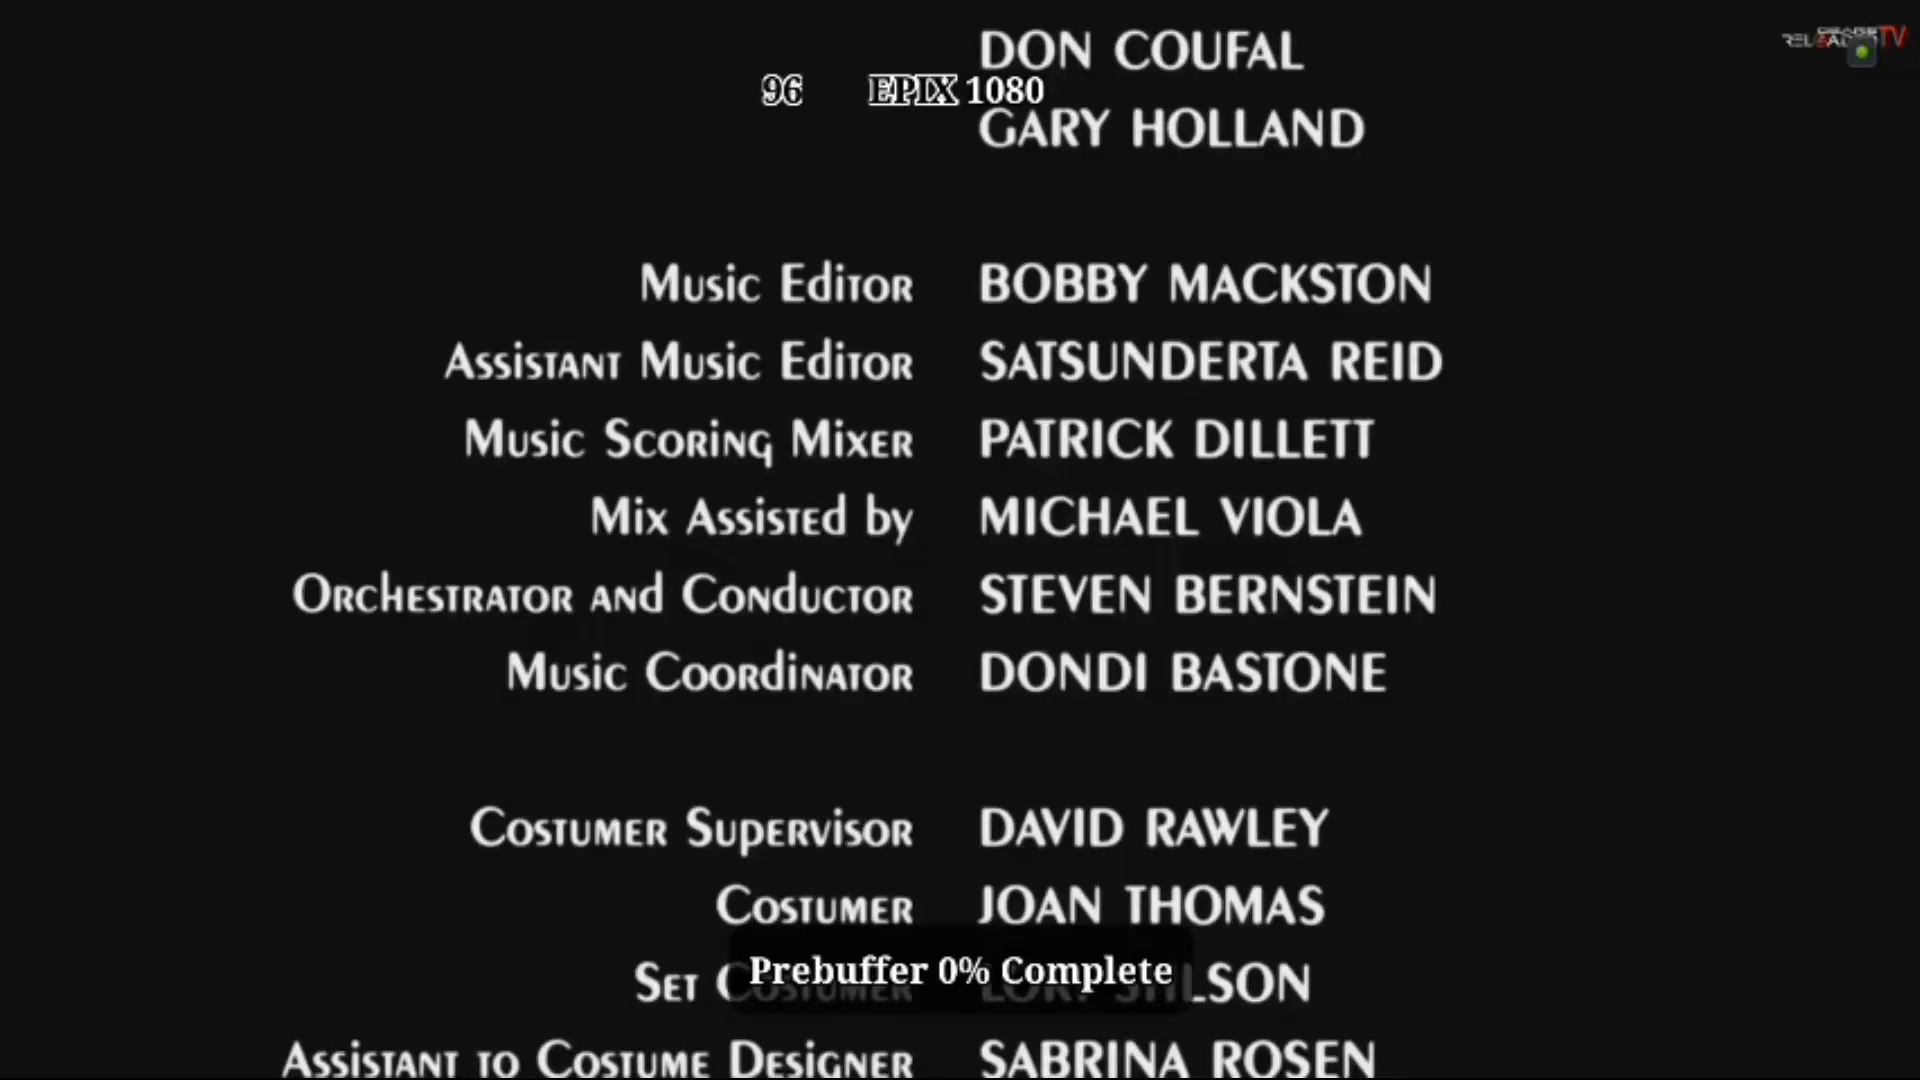 DON COUFAL
96 EPIX 1080
GARY HOLLAND
Music Editor BOBBY MACKSTON
Assistant Music Editor SATSUNDERTA REID
Music Scoring Mixer PATRICK DILLETT
Mix Assisted by MICHAEL VIOLA
Orchestrator and Conductor STEVEN BERNSTEIN
Music Coordinator DONDI BASTONE
Costumer Supervisor DAVID RAWLEY
Costumer JOAN THOMAS
Prebuffer 0% Complete
Set Costumer
Assistant to Costume Designer SABRINA ROSEN